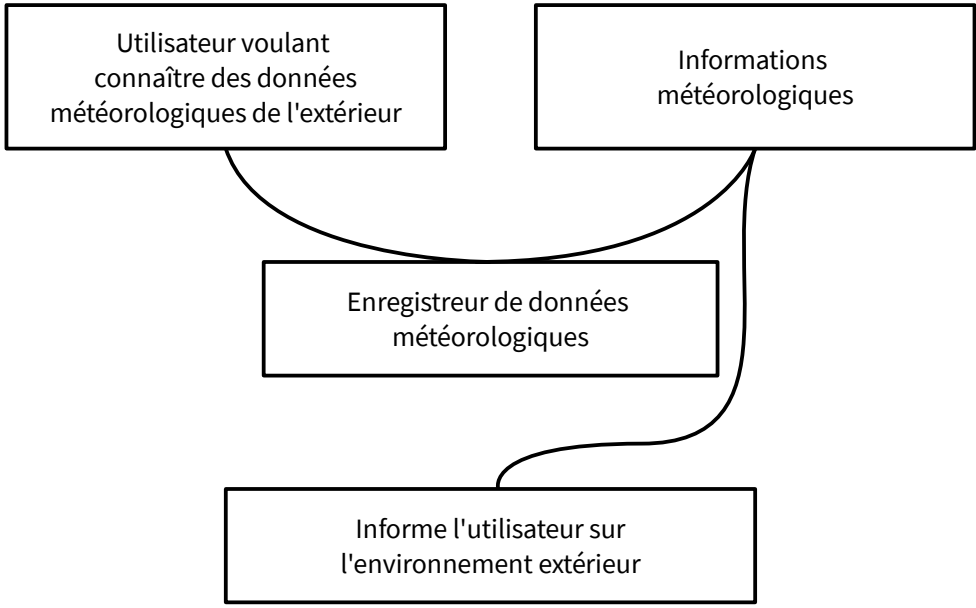 Utilisateur voulant
connaître des données
météorologiques de l'extérieur
Informations
météorologiques
Enregistreur de données
météorologiques
Informe l'utilisateur sur
l'environnement extérieur